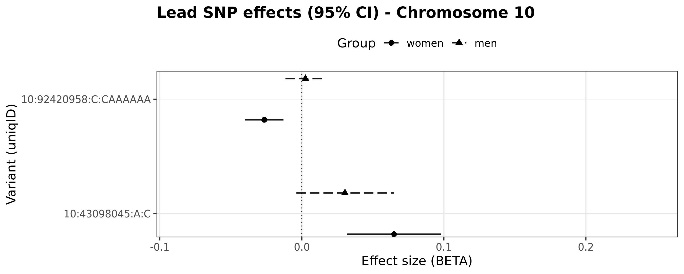 Lead SNP effects (95% CI) - Chromosome 10
Group women men
Variant (uniqID)
10:92420958:C:CAAAAAA
10:43098045:A:C
-0.1 0.0 0.1 0.2
Effect size (BETA)